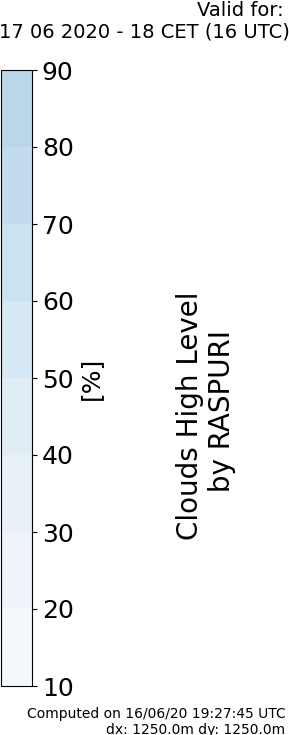 Valid for:
17 06 2020 - 18 CET (16 UTC)
90
80
70
60
50
40
30
20
10
[%]
Clouds High Level
by RASPURI
Computed on 16/06/20 19:27:45 UTC
dx: 1250.0m dy: 1250.0m